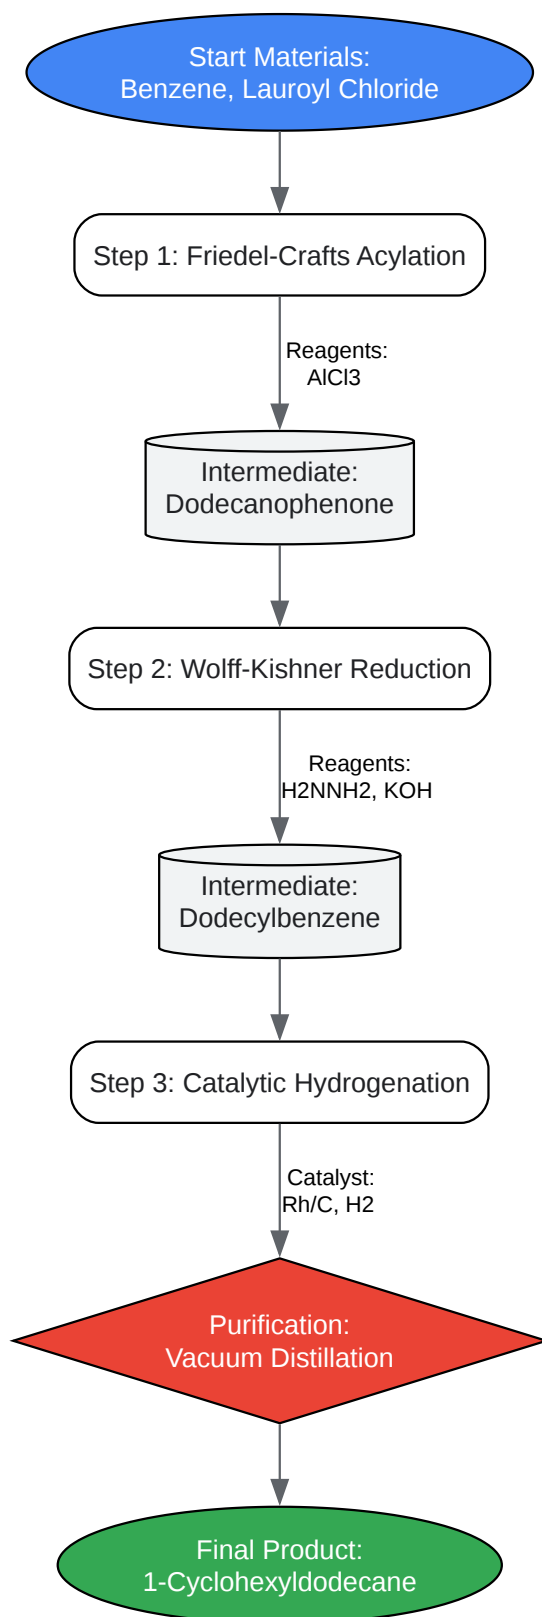 Start Materials:
Benzene, Lauroyl Chloride
Step 1: Friedel-Crafts Acylation
Reagents:
AlCl3
Intermediate:
Dodecanophenone
Step 2: Wolff-Kishner Reduction
Reagents:
H2NNH2, KOH
Intermediate:
Dodecylbenzene
Step 3: Catalytic Hydrogenation
Catalyst:
Rh/C, H2
Purification:
Vacuum Distillation
Final Product:
1-Cyclohexyldodecane